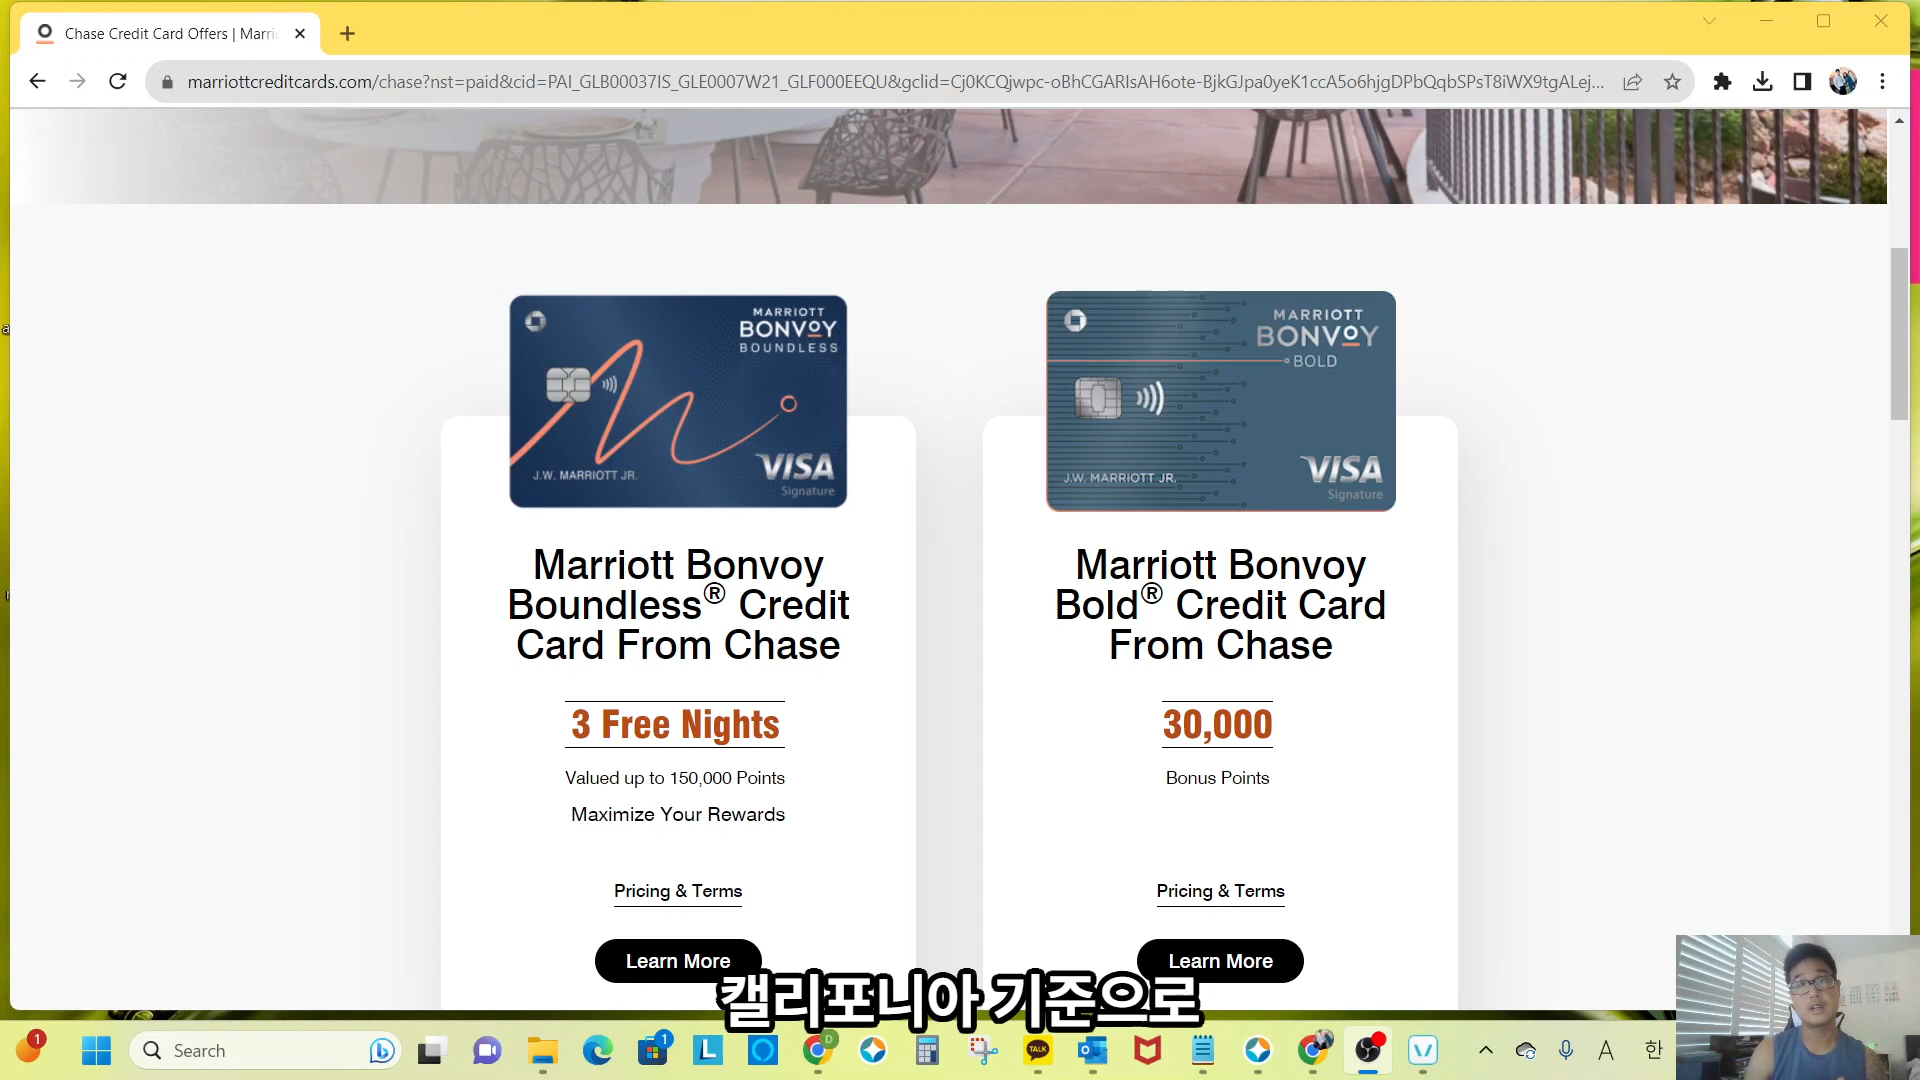 Chase Credit Card Offers | Marri
marriottcreditcards.com/chase?nst=paid&cid=PAI_GLB00037IS_GLE0007W21_GLF000EEQU&gclid=Cj0KCQjwpc-oBhCGARIsAH6ote-BjkGJpa0yeK1ccA5o6hjgDPbQqbSPsT8iWX9tgALej...
MARRIOTT
BONVOY
BOUNDLESS
J.W. MARRIOTT JR.
VISA
Signature
MARRIOTT
BONVOY
BOLD
J.W. MARRIOTT JR.
VISA
Signature
Marriott Bonvoy
Boundless® Credit
Card From Chase
3 Free Nights
Valued up to 150,000 Points
Maximize Your Rewards
Pricing & Terms
Learn More
Marriott Bonvoy
Bold® Credit Card
From Chase
30,000
Bonus Points
Pricing & Terms
Learn More
캘리포니아 기준으로
1
Search
1
L
D
TALK
A
한